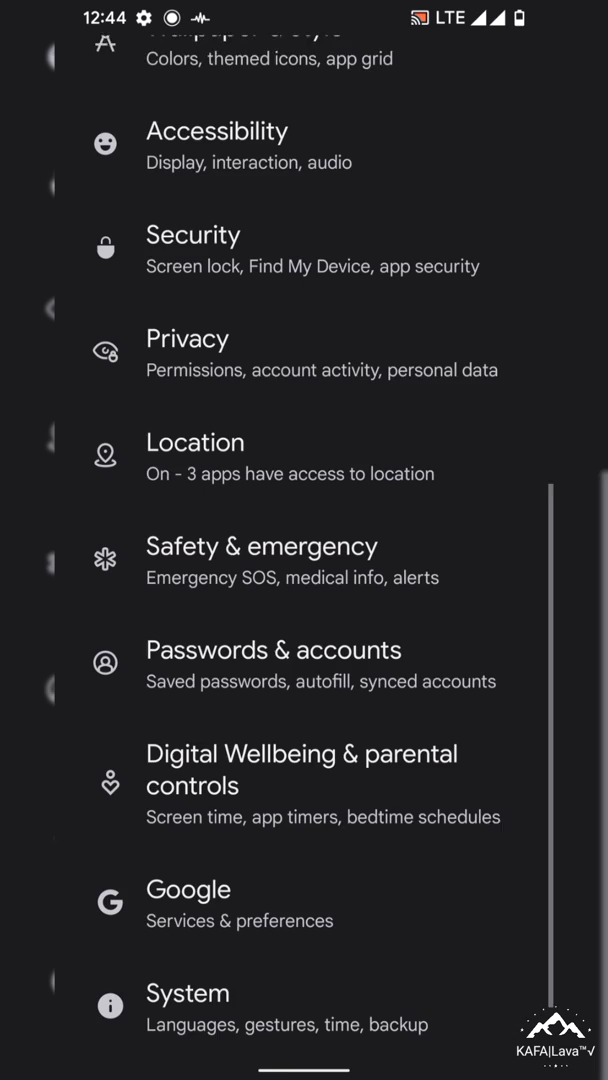 12:44 LTE
Colors, themed icons, app grid
Accessibility
Display, interaction, audio
Security
Screen lock, Find My Device, app security
Privacy
Permissions, account activity, personal data
Location
On - 3 apps have access to location
Safety & emergency
Emergency SOS, medical info, alerts
Passwords & accounts
Saved passwords, autofill, synced accounts
Digital Wellbeing & parental
controls
Screen time, app timers, bedtime schedules
Google
Services & preferences
System
Languages, gestures, time, backup
KAFA|Lava™√